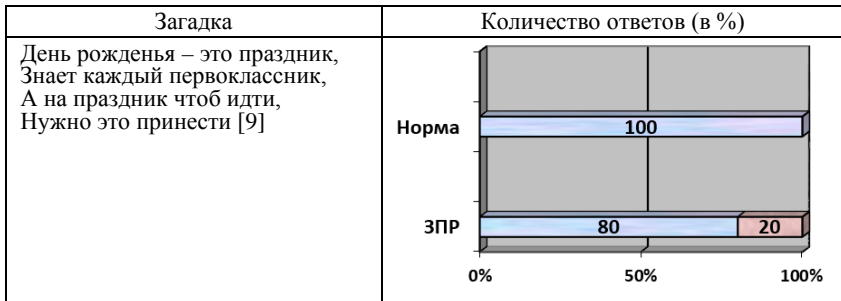 Загадка
Количество ответов (в %)
День рожденья – это праздник,
Знает каждый первоклассник,
А на праздник чтоб идти,
Нужно это принести [9]
Норма
100
ЗПР
80
20
0%
50%
100%